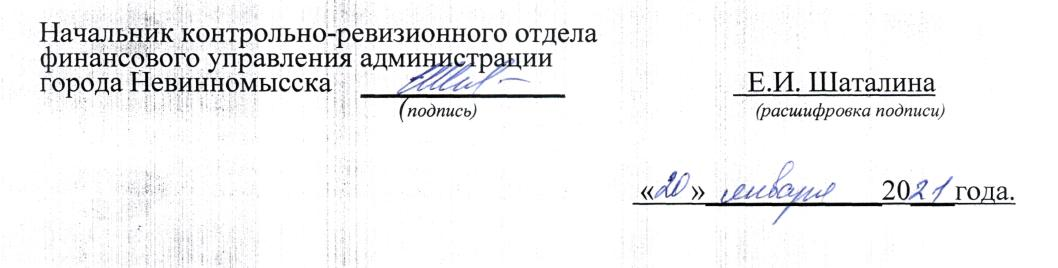 Начальник контрольно-ревизионного отдела
финансового управления администрации
города Невинномысска Е.И. Шаталина
(подпись) (расшифровка подписи)
«20» января 2021 года.